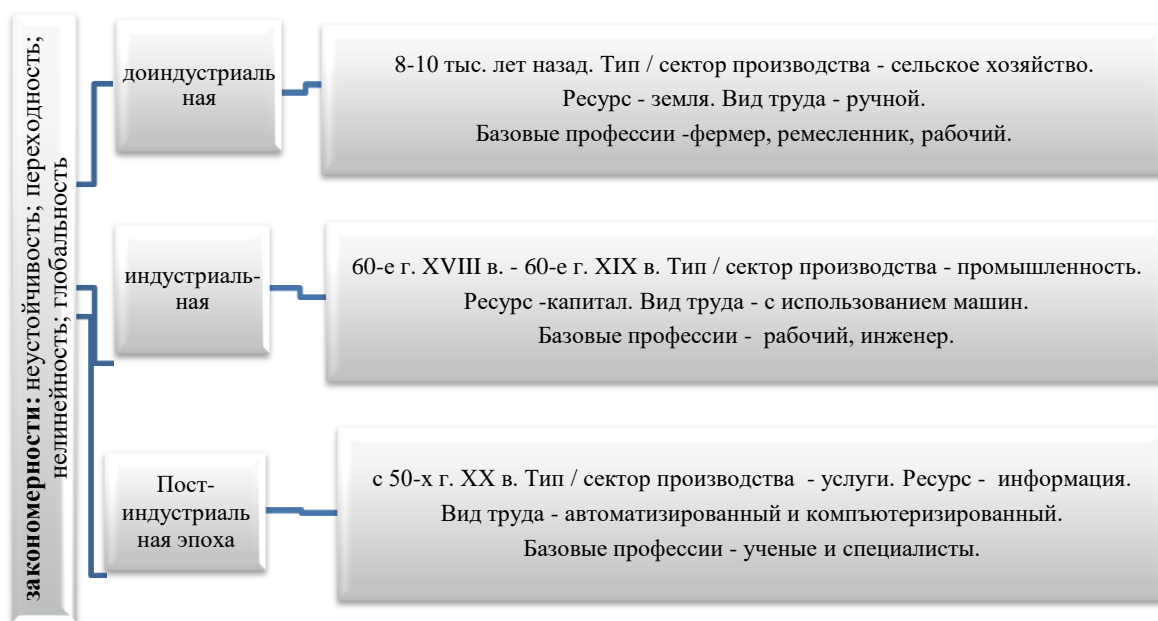 закономерности: неустойчивость; переходность;
нелинейность; глобальность
доиндустриаль
ная
8-10 тыс. лет назад. Тип / сектор производства - сельское хозяйство.
Ресурс - земля. Вид труда - ручной.
Базовые профессии -фермер, ремесленник, рабочий.
индустриаль-
ная
60-е г. XVIII в. - 60-е г. XIX в. Тип / сектор производства - промышленность.
Ресурс -капитал. Вид труда - с использованием машин.
Базовые профессии - рабочий, инженер.
Пост-
индустриаль
ная эпоха
с 50-х г. XX в. Тип / сектор производства - услуги. Ресурс - информация.
Вид труда - автоматизированный и компъютеризированный.
Базовые профессии - ученые и специалисты.